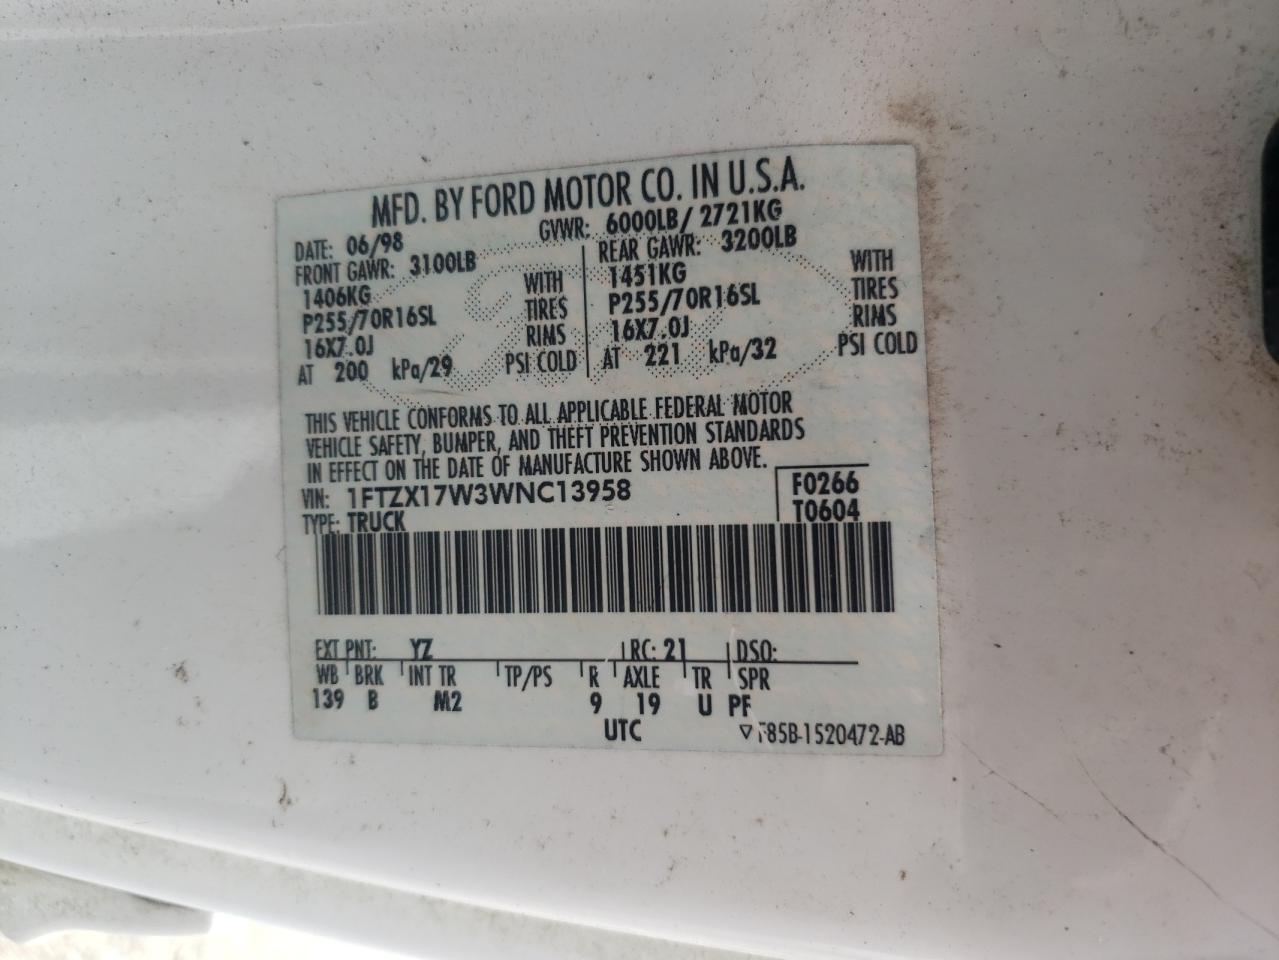 MFD. BY FORD MOTOR CO. IN U.S.A.
DATE: 06/98 GVWR: 6000LB/ 2721KG
FRONT GAWR: 3100LB REAR GAWR: 3200LB
1406KG WITH 1451KG WITH
P255/70R16SL TIRES P255/70R16SL TIRES
16X7.0J RIMS 16X7.0J RIMS
AT 200 kPa/29 PSI COLD AT 221 kPa/32 PSI COLD
THIS VEHICLE CONFORMS TO ALL APPLICABLE FEDERAL MOTOR
VEHICLE SAFETY, BUMPER, AND THEFT PREVENTION STANDARDS
IN EFFECT ON THE DATE OF MANUFACTURE SHOWN ABOVE.
VIN: 1FTZX17W3WNC13958 F0266
TYPE: TRUCK T0604
EXT PNT: YZ RC: 21 DSO:
WB BRK INT TR TP/PS R AXLE TR SPR
139 B M2 9 19 U PF
UTC ▽F85B-1520472-AB